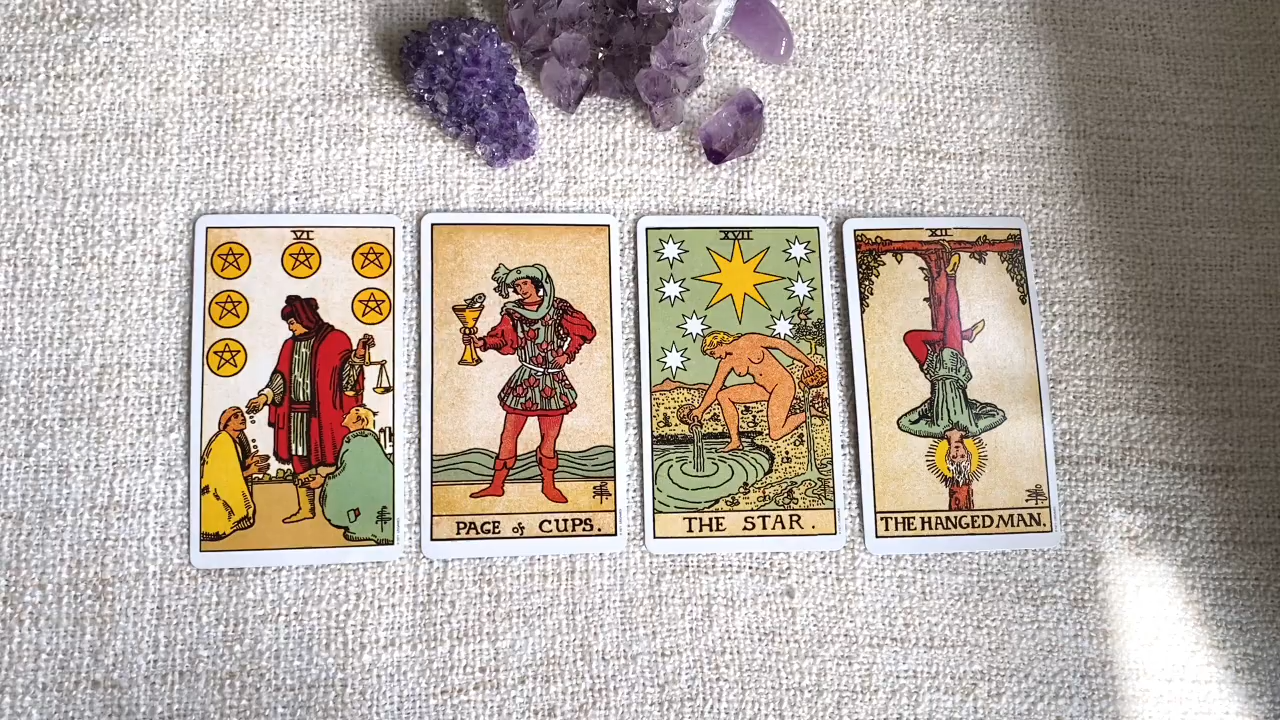 VI
PAGE of CUPS.
XVII
THE STAR.
XII
THE HANGED MAN.